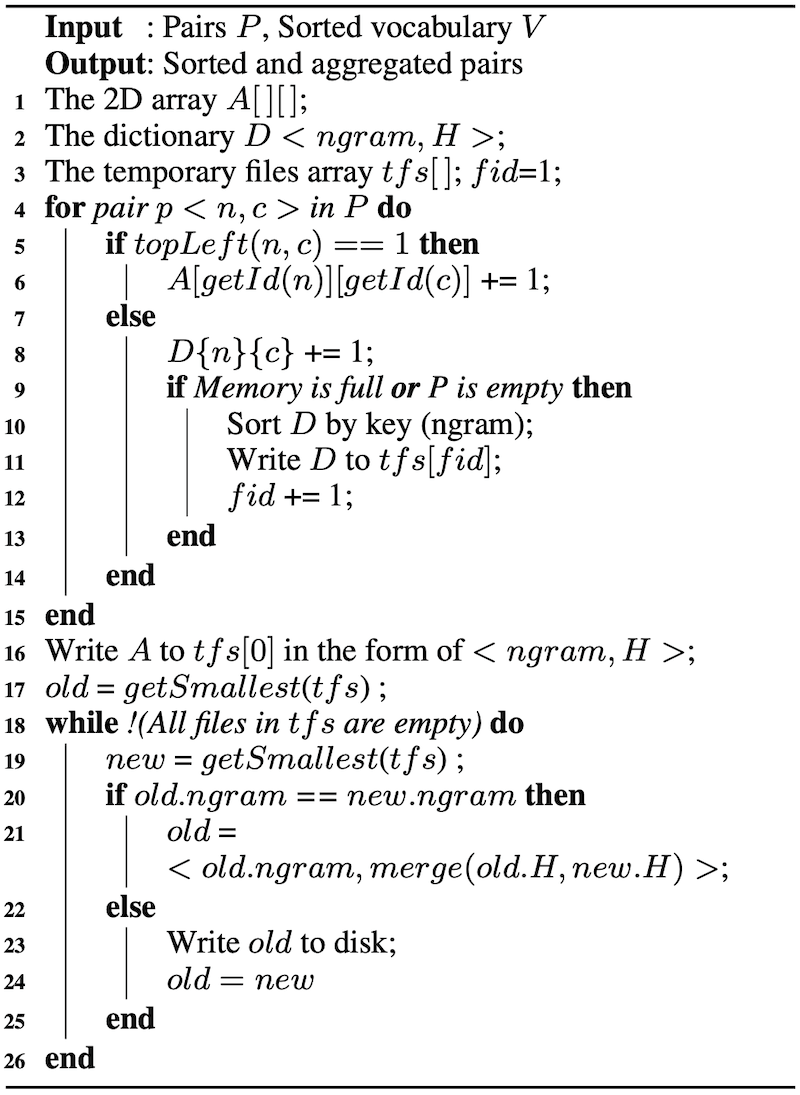 Input : Pairs P, Sorted vocabulary V
Output: Sorted and aggregated pairs
1 The 2D array A[ ][ ];
2 The dictionary D < ngram, H >;
3 The temporary files array tfs[ ]; fid=1;
4 for pair p < n, c > in P do
5 if topLeft(n, c) == 1 then
6 A[getId(n)][getId(c)] += 1;
7 else
8 D{n}{c} += 1;
9 if Memory is full or P is empty then
10 Sort D by key (ngram);
11 Write D to tfs[fid];
12 fid += 1;
13 end
14 end
15 end
16 Write A to tfs[0] in the form of < ngram, H >;
17 old = getSmallest(tfs) ;
18 while !(All files in tfs are empty) do
19 new = getSmallest(tfs) ;
20 if old.ngram == new.ngram then
21 old =
< old.ngram, merge(old.H, new.H) >;
22 else
23 Write old to disk;
24 old = new
25 end
26 end